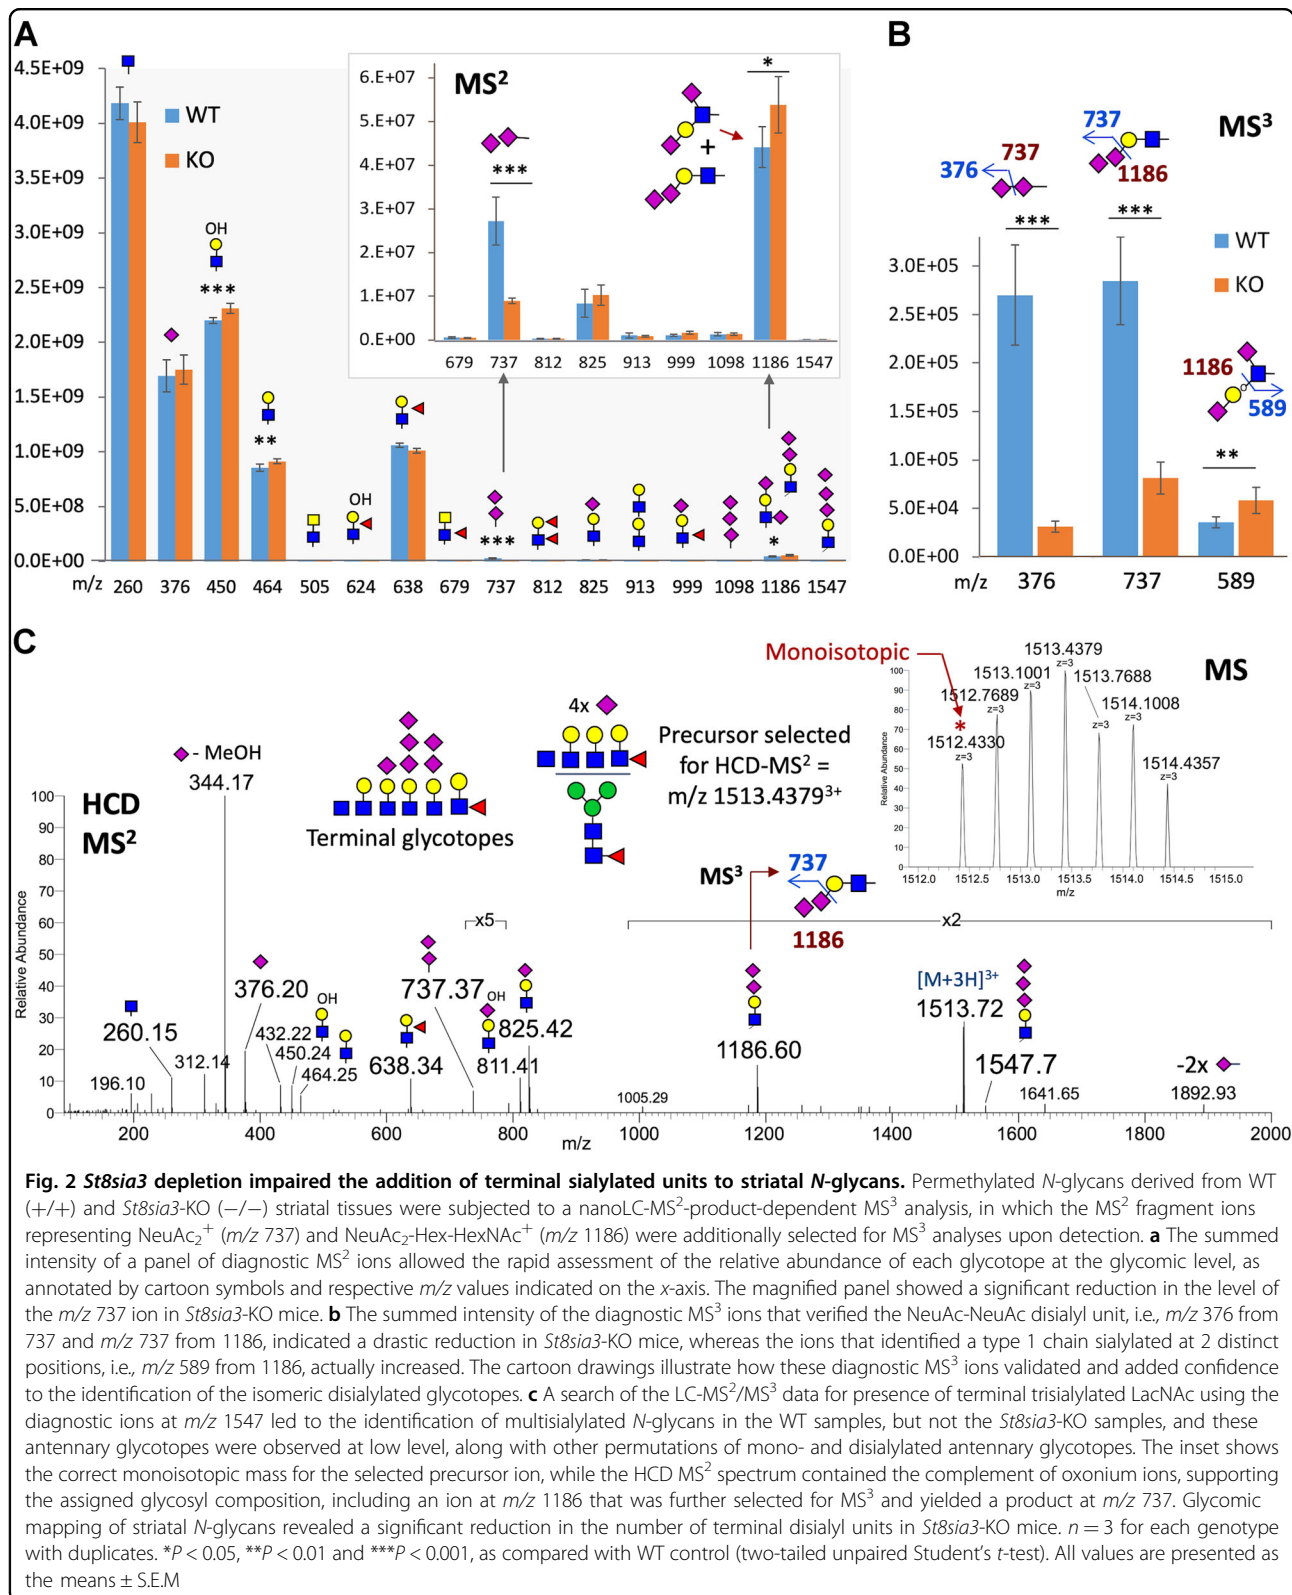 A
4.5E+09
4.0E+09
3.5E+09
3.0E+09
2.5E+09
2.0E+09
1.5E+09
1.0E+09
5.0E+08
0.0E+00
WT
KO
OH
***
**
OH
***
*
m/z 260 376 450 464 505 624 638 679 737 812 825 913 999 1098 1186 1547
MS2
6.E+07
5.E+07
4.E+07
3.E+07
2.E+07
1.E+07
0.E+00
***
+
*
679 737 812 825 913 999 1098 1186 1547
B
MS3
737
376
737
1186
***
***
WT
KO
3.0E+05
2.5E+05
2.0E+05
1.5E+05
1.0E+05
5.0E+04
0.0E+00
1186
589
**
m/z 376 737 589
C
HCD
MS2
- MeOH
344.17
Terminal glycotopes
4x
Precursor selected
for HCD-MS2 =
m/z 1513.43793+
Monoisotopic
MS
*
1512.4330
z=3
1512.7689
z=3
1513.1001
z=3
1513.4379
z=3
1513.7688
z=3
1514.1008
z=3
1514.4357
z=3
Relative Abundance
100
90
80
70
60
50
40
30
20
10
0
1512.0 1512.5 1513.0 1513.5 1514.0 1514.5 1515.0
m/z
MS3
737
1186
x5
x2
Relative Abundance
100
90
80
70
60
50
40
30
20
10
0
196.10
260.15
312.14
376.20
432.22
OH
450.24
464.25
638.34
737.37
OH
811.41
825.42
1005.29
1186.60
[M+3H]3+
1513.72
1547.7
1641.65
-2x
1892.93
200 400 600 800 1000 1200 1400 1600 1800 2000
m/z
Fig. 2 St8sia3 depletion impaired the addition of terminal sialylated units to striatal N-glycans. Permethylated N-glycans derived from WT
(+/+) and St8sia3-KO (−/−) striatal tissues were subjected to a nanoLC-MS2-product-dependent MS3 analysis, in which the MS2 fragment ions
representing NeuAc2+ (m/z 737) and NeuAc2-Hex-HexNAc+ (m/z 1186) were additionally selected for MS3 analyses upon detection. a The summed
intensity of a panel of diagnostic MS2 ions allowed the rapid assessment of the relative abundance of each glycotope at the glycomic level, as
annotated by cartoon symbols and respective m/z values indicated on the x-axis. The magnified panel showed a significant reduction in the level of
the m/z 737 ion in St8sia3-KO mice. b The summed intensity of the diagnostic MS3 ions that verified the NeuAc-NeuAc disialyl unit, i.e., m/z 376 from
737 and m/z 737 from 1186, indicated a drastic reduction in St8sia3-KO mice, whereas the ions that identified a type 1 chain sialylated at 2 distinct
positions, i.e., m/z 589 from 1186, actually increased. The cartoon drawings illustrate how these diagnostic MS3 ions validated and added confidence
to the identification of the isomeric disialylated glycotopes. c A search of the LC-MS2/MS3 data for presence of terminal trisialylated LacNAc using the
diagnostic ions at m/z 1547 led to the identification of multisialylated N-glycans in the WT samples, but not the St8sia3-KO samples, and these
antennary glycotopes were observed at low level, along with other permutations of mono- and disialylated antennary glycotopes. The inset shows
the correct monoisotopic mass for the selected precursor ion, while the HCD MS2 spectrum contained the complement of oxonium ions, supporting
the assigned glycosyl composition, including an ion at m/z 1186 that was further selected for MS3 and yielded a product at m/z 737. Glycomic
mapping of striatal N-glycans revealed a significant reduction in the number of terminal disialyl units in St8sia3-KO mice. n = 3 for each genotype
with duplicates. *P < 0.05, **P < 0.01 and ***P < 0.001, as compared with WT control (two-tailed unpaired Student's t-test). All values are presented as
the means ± S.E.M